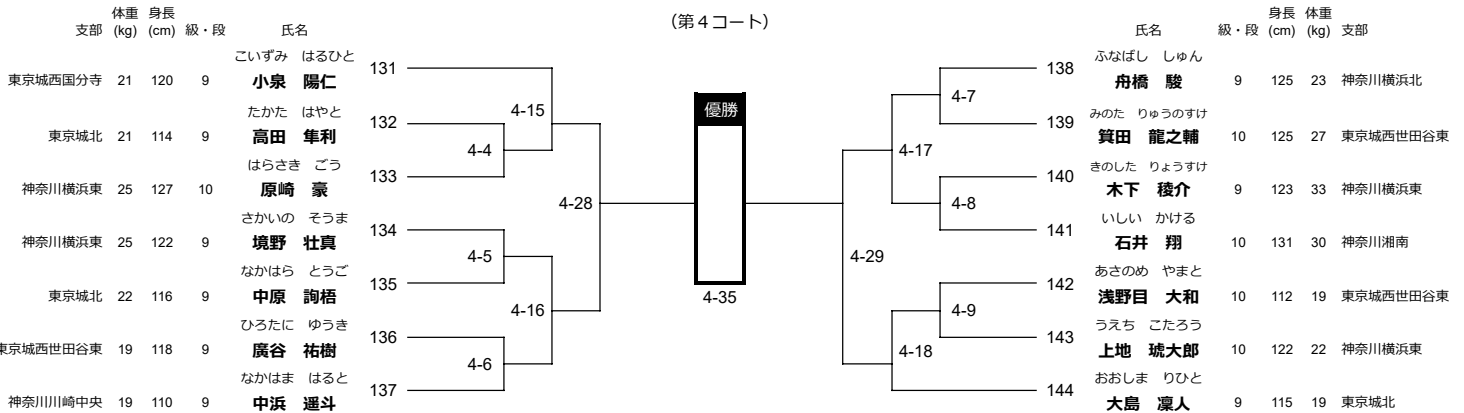 （第４コート）
支部 体重(kg) 身長(cm) 級・段 氏名
氏名 級・段 身長(cm) 体重(kg) 支部
こいずみ　はるひと
東京城西国分寺 21 120 9 小泉　陽仁 131
たかた　はやと
東京城北 21 114 9 高田　隼利 132
はらさき　ごう
神奈川横浜東 25 127 10 原崎　豪 133
さかいの　そうま
神奈川横浜東 25 122 9 境野　壮真 134
なかはら　とうご
東京城北 22 116 9 中原　詢梧 135
ひろたに　ゆうき
東京城西世田谷東 19 118 9 廣谷　祐樹 136
なかはま　はると
神奈川川崎中央 19 110 9 中浜　遥斗 137
4-15
4-4
4-28
4-5
4-16
4-6
優勝
4-35
4-7
4-17
4-8
4-29
4-9
4-18
ふなばし　しゅん
138 舟橋　駿 9 125 23 神奈川横浜北
みのた　りゅうのすけ
139 箕田　龍之輔 10 125 27 東京城西世田谷東
きのした　りょうすけ
140 木下　稜介 9 123 33 神奈川横浜東
いしい　かける
141 石井　翔 10 131 30 神奈川湘南
あさのめ　やまと
142 浅野目　大和 10 112 19 東京城西世田谷東
うえち　こたろう
143 上地　琥大郎 10 122 22 神奈川横浜東
おおしま　りひと
144 大島　凜人 9 115 19 東京城北